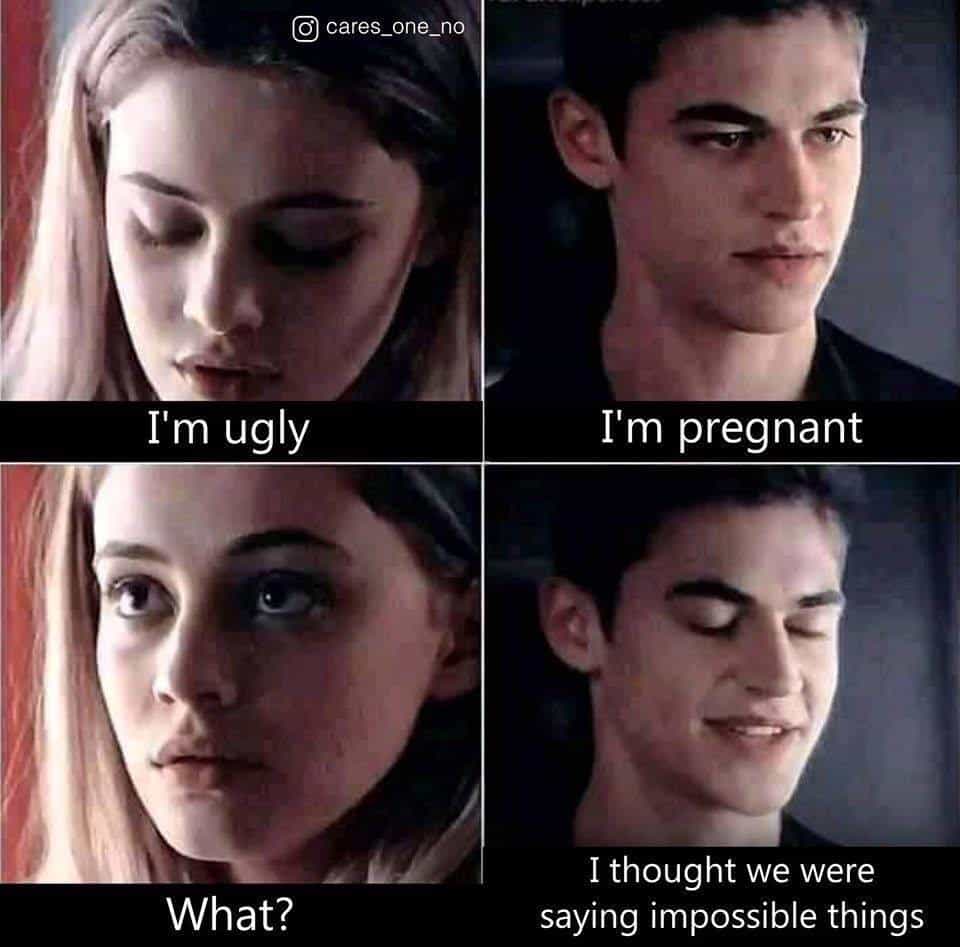 cares_one_no
I'm ugly
I'm pregnant
What?
I thought we were
saying impossible things